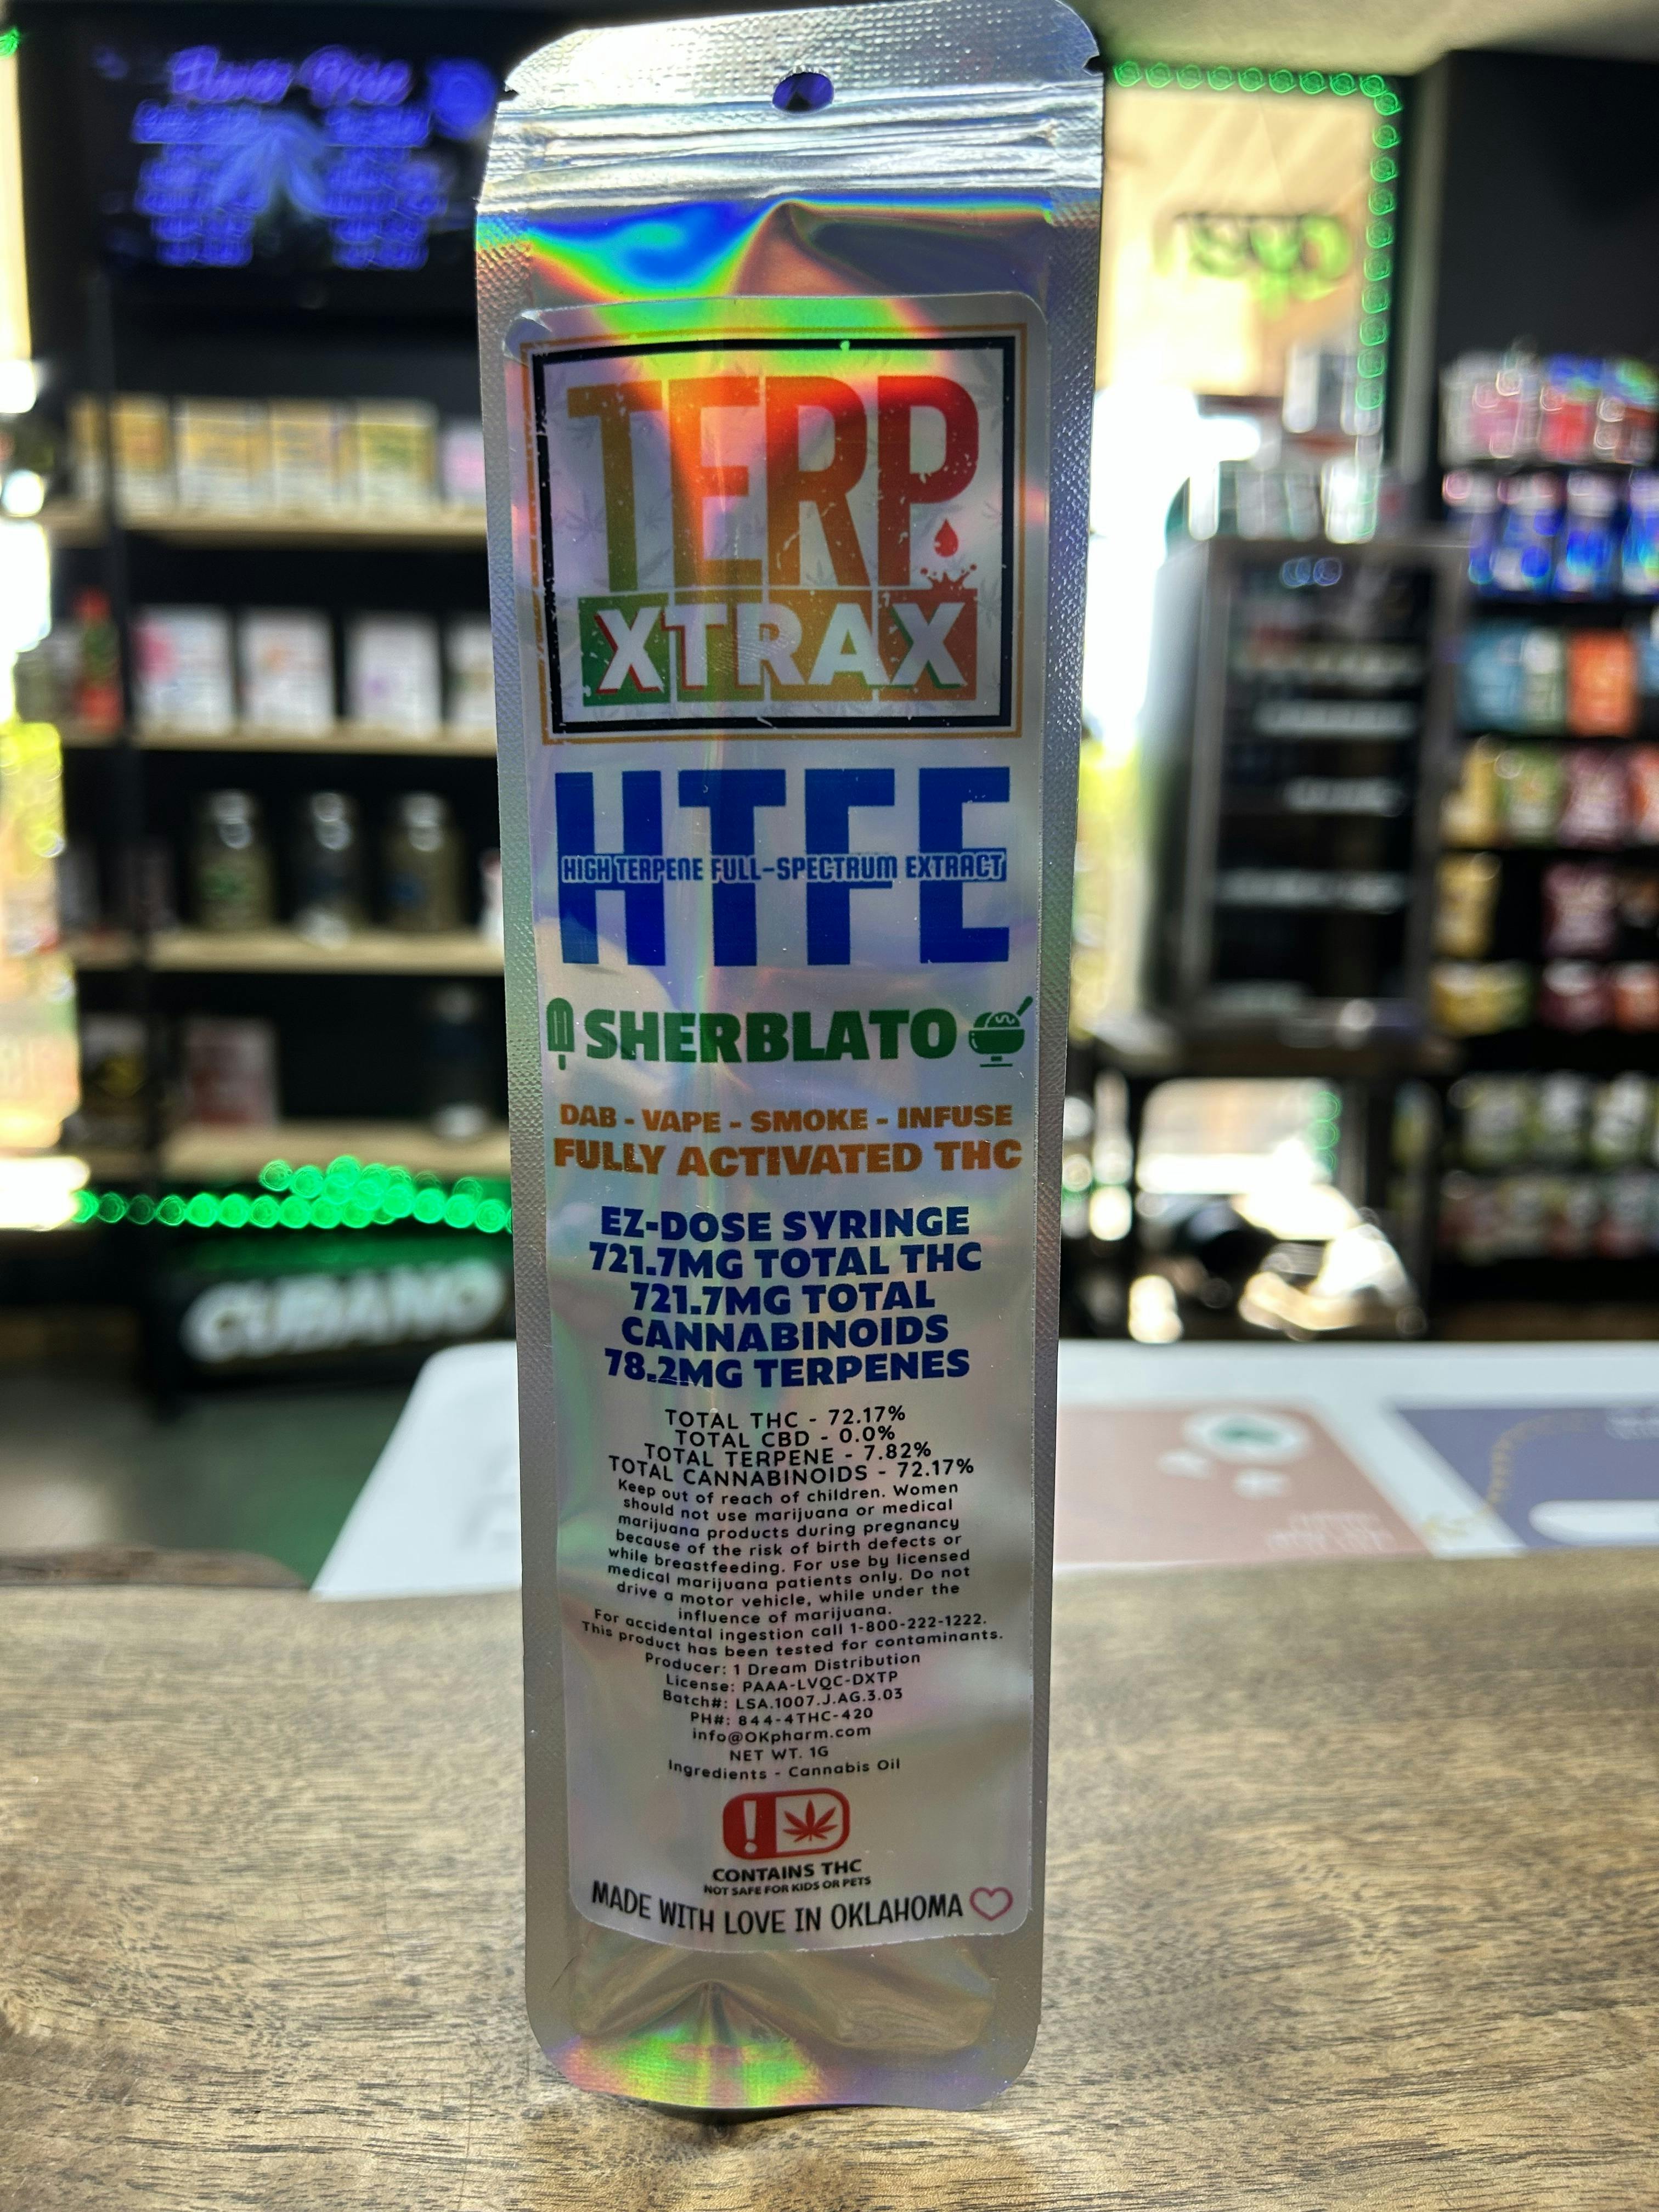 TERP
XTRAX
HTFE
HIGH TERPENE FULL-SPECTRUM EXTRACT
SHERBLATO
DAB - VAPE - SMOKE - INFUSE
FULLY ACTIVATED THC
EZ-DOSE SYRINGE
721.7MG TOTAL THC
721.7MG TOTAL
CANNABINOIDS
78.2MG TERPENES
TOTAL THC - 72.17%
TOTAL CBD - 0.0%
TOTAL TERPENE - 7.82%
TOTAL CANNABINOIDS - 72.17%
Keep out of reach of children. Women
should not use marijuana or medical
marijuana products during pregnancy
because of the risk of birth defects or
while breastfeeding. For use by licensed
medical marijuana patients only. Do not
drive a motor vehicle, while under the
influence of marijuana.
For accidental ingestion call 1-800-222-1222.
This product has been tested for contaminants.
Producer: 1 Dream Distribution
License: PAAA-LVQC-DXTP
Batch#: LSA.1007.J.AG.3.03
PH#: 844-4THC-420
info@OKpharm.com
NET WT. 1G
Ingredients - Cannabis Oil
!
CONTAINS THC
NOT SAFE FOR KIDS OR PETS
MADE WITH LOVE IN OKLAHOMA
CUBANO